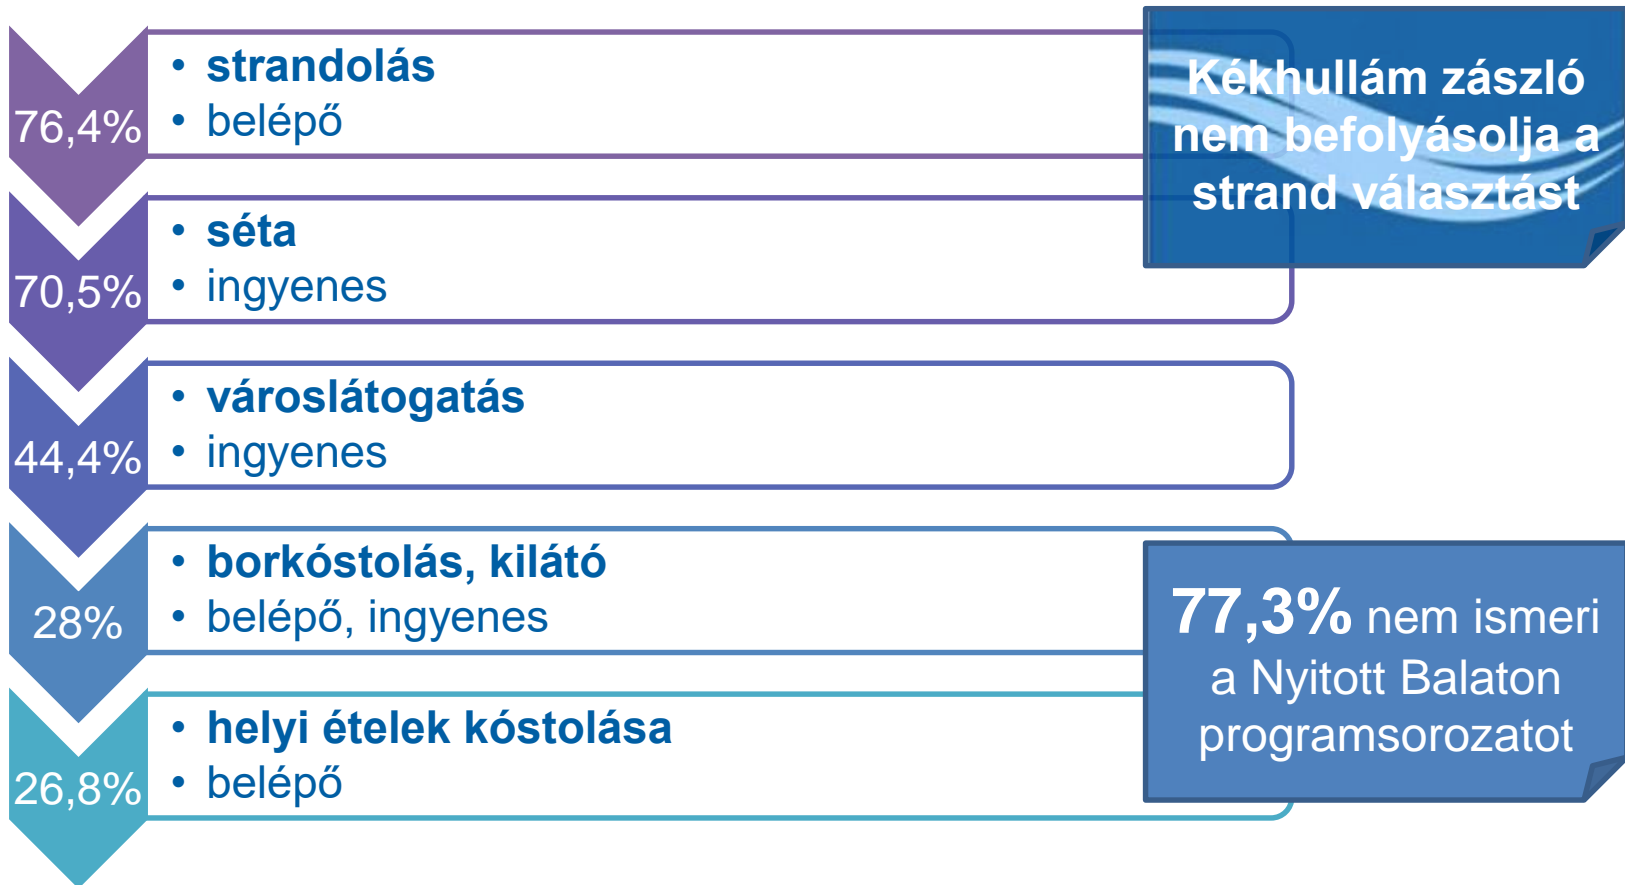 76,4%
• strandolás
• belépő
70,5%
• séta
• ingyenes
44,4%
• városlátogatás
• ingyenes
28%
• borkóstolás, kilátó
• belépő, ingyenes
26,8%
• helyi ételek kóstolása
• belépő
Kékhullám zászló
nem befolyásolja a
strand választást
77,3% nem ismeri
a Nyitott Balaton
programsorozatot